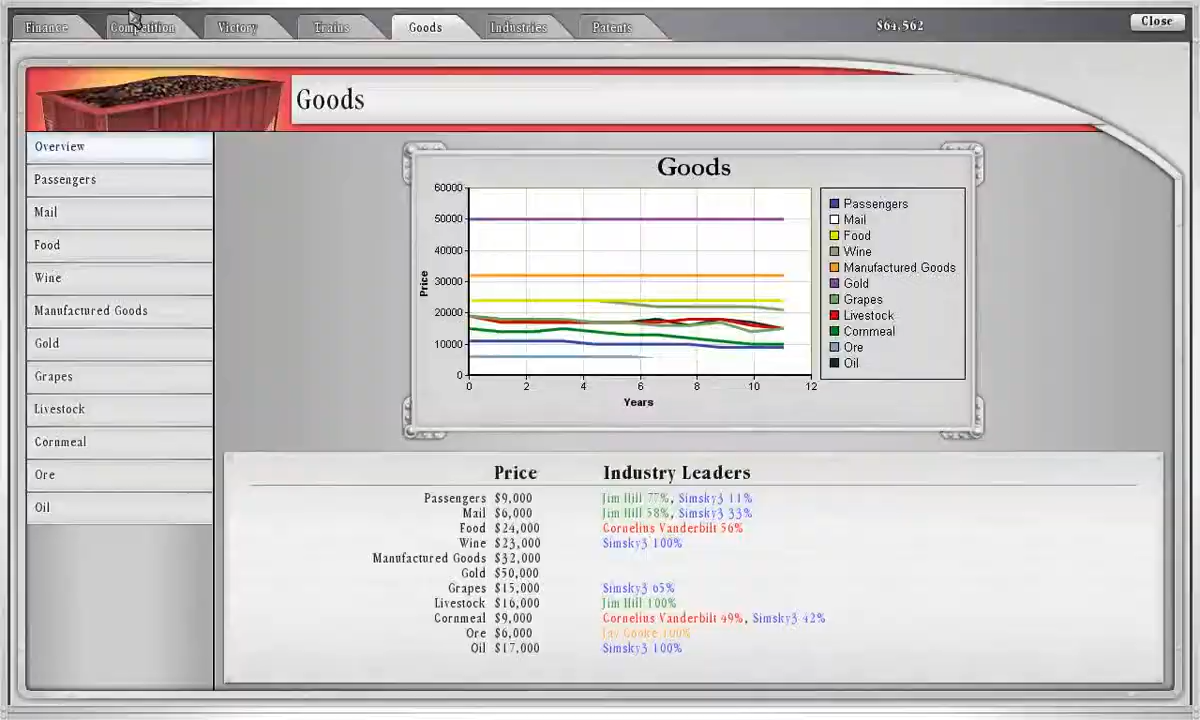 Finance Competition Victory Trains Goods Industries Patents $64,562 Close
Goods
Overview
Passengers
Mail
Food
Wine
Manufactured Goods
Gold
Grapes
Livestock
Cornmeal
Ore
Oil
Goods
60000
50000
40000
30000
20000
10000
0
Price
0 2 4 6 8 10 12
Years
Passengers
Mail
Food
Wine
Manufactured Goods
Gold
Grapes
Livestock
Cornmeal
Ore
Oil
Price Industry Leaders
Passengers $9,000 Jim Hill 77%, Simsky3 11%
Mail $6,000 Jim Hill 58%, Simsky3 33%
Food $24,000 Cornelius Vanderbilt 56%
Wine $23,000 Simsky3 100%
Manufactured Goods $32,000
Gold $50,000
Grapes $15,000 Simsky3 65%
Livestock $16,000 Jim Hill 100%
Cornmeal $9,000 Cornelius Vanderbilt 49%, Simsky3 42%
Ore $6,000 Jay Cooke 100%
Oil $17,000 Simsky3 100%